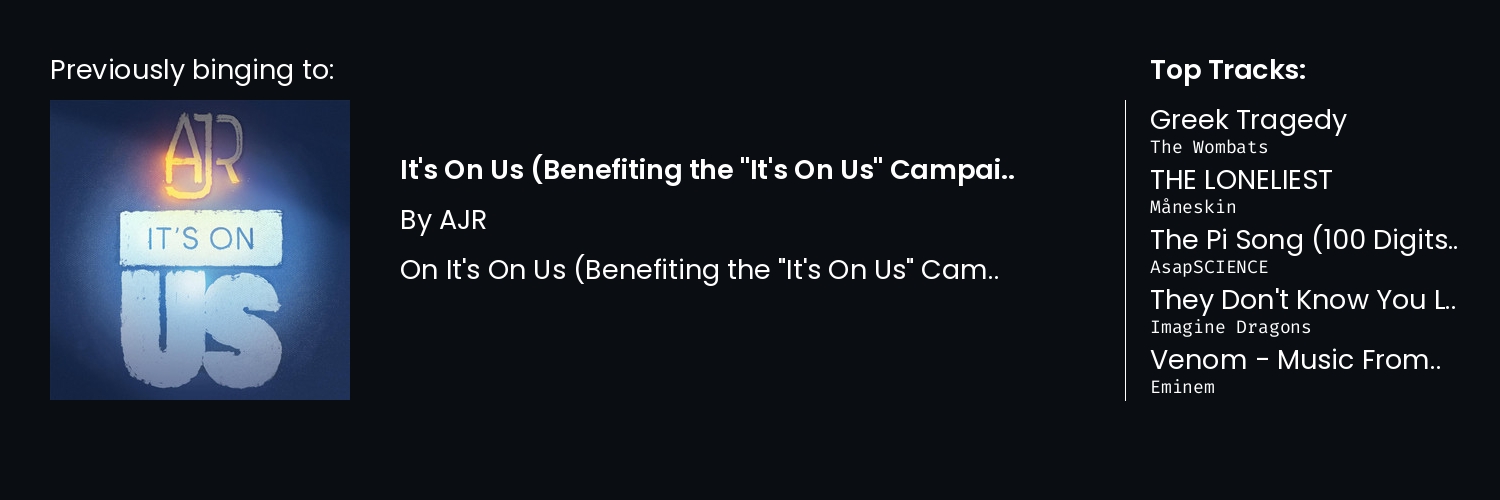 Previously binging to:
AJR
IT'S ON
US
It's On Us (Benefiting the "It's On Us" Campai..
By AJR
On It's On Us (Benefiting the "It's On Us" Cam..
Top Tracks:
Greek Tragedy
The Wombats
THE LONELIEST
Måneskin
The Pi Song (100 Digits..
AsapSCIENCE
They Don't Know You L..
Imagine Dragons
Venom - Music From..
Eminem